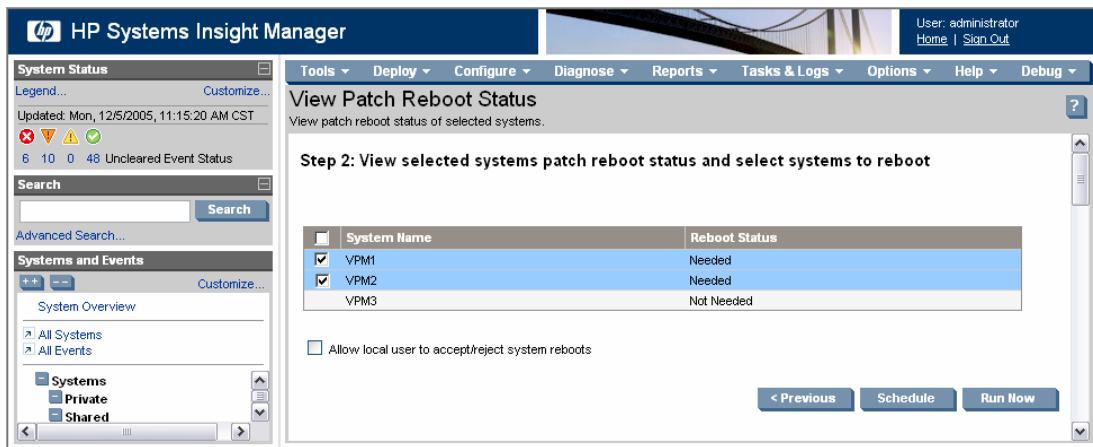 hp HP Systems Insight Manager
User: administrator
Home | Sign Out
System Status
Legend... Customize...
Updated: Mon, 12/5/2005, 11:15:20 AM CST
6 10 0 48 Uncleared Event Status
Search
Search
Advanced Search...
Systems and Events
++ -- Customize...
System Overview
All Systems
All Events
Systems
Private
Shared
Tools Deploy Configure Diagnose Reports Tasks & Logs Options Help Debug
View Patch Reboot Status ?
View patch reboot status of selected systems.
Step 2: View selected systems patch reboot status and select systems to reboot
System Name Reboot Status
VPM1 Needed
VPM2 Needed
VPM3 Not Needed
Allow local user to accept/reject system reboots
< Previous Schedule Run Now